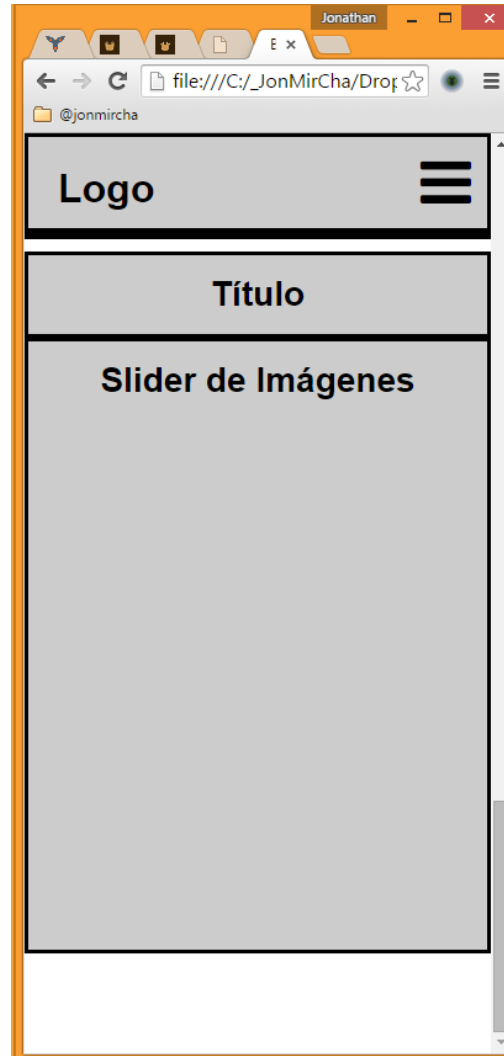 Jonathan
E
file:///C:/_JonMirCha/Drop
@jonmircha
Logo
Título
Slider de Imágenes